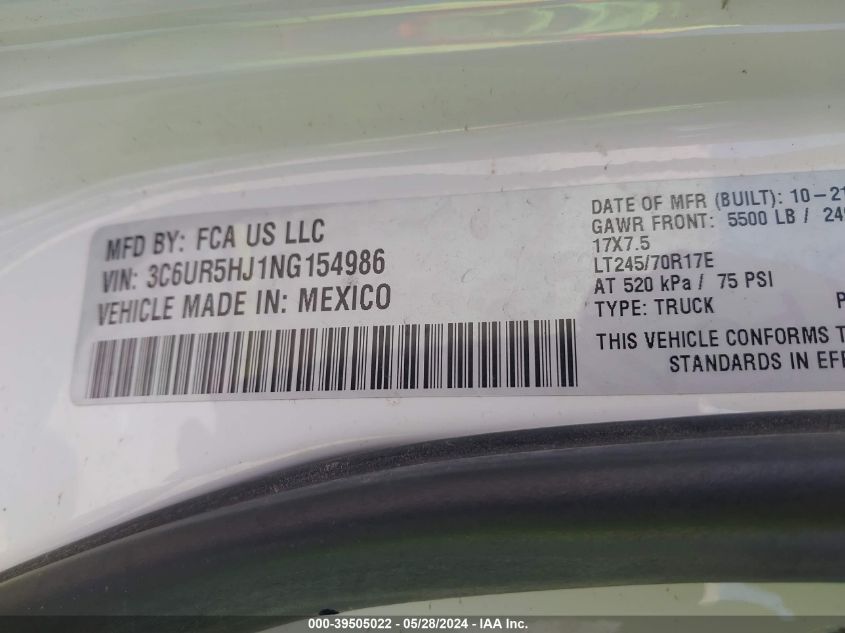 MFD BY: FCA US LLC
VIN: 3C6UR5HJ1NG154986
VEHICLE MADE IN: MEXICO
DATE OF MFR (BUILT): 10-21
GAWR FRONT: 5500 LB / 249
17X7.5
LT245/70R17E
AT 520 kPa / 75 PSI
TYPE: TRUCK P
THIS VEHICLE CONFORMS T
STANDARDS IN EFF
000-39505022 - 05/28/2024 - IAA Inc.